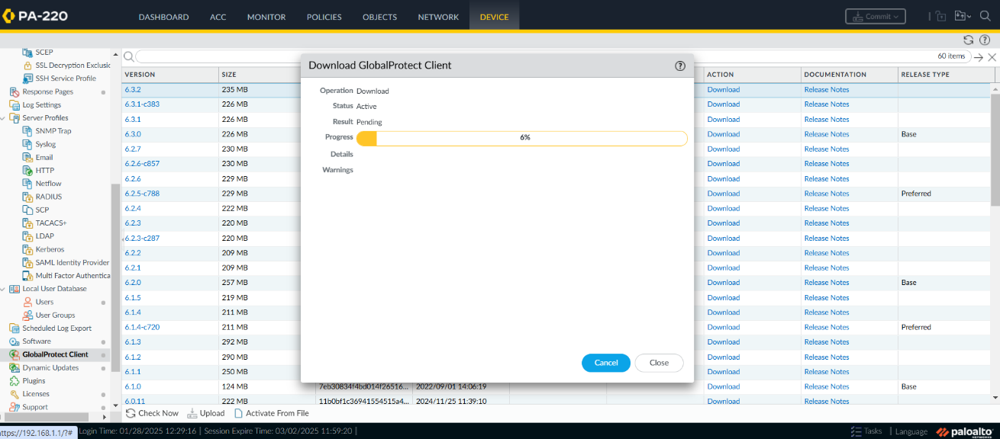 PA-220 DASHBOARD ACC MONITOR POLICIES OBJECTS NETWORK DEVICE Commit
SCEP
SSL Decryption Exclusio
SSH Service Profile
Response Pages
Log Settings
Server Profiles
SNMP Trap
Syslog
Email
HTTP
Netflow
RADIUS
SCP
TACACS+
LDAP
Kerberos
SAML Identity Provider
Multi Factor Authentica
Local User Database
Users
User Groups
Scheduled Log Export
Software
GlobalProtect Client
Dynamic Updates
Plugins
Licenses
Support
60 items
VERSION SIZE ACTION DOCUMENTATION RELEASE TYPE
6.3.2 235 MB Download Release Notes
6.3.1-c383 226 MB Download Release Notes
6.3.1 226 MB Download Release Notes
6.3.0 226 MB Download Release Notes Base
6.2.7 230 MB Download Release Notes
6.2.6-c857 230 MB Download Release Notes
6.2.6 229 MB Download Release Notes
6.2.5-c788 229 MB Download Release Notes Preferred
6.2.4 222 MB Download Release Notes
6.2.3 220 MB Download Release Notes
6.2.3-c287 220 MB Download Release Notes
6.2.2 209 MB Download Release Notes
6.2.1 209 MB Download Release Notes
6.2.0 257 MB Download Release Notes Base
6.1.5 219 MB Download Release Notes
6.1.4 211 MB Download Release Notes
6.1.4-c720 211 MB Download Release Notes Preferred
6.1.3 292 MB Download Release Notes
6.1.2 290 MB Download Release Notes
6.1.1 250 MB Download Release Notes
6.1.0 124 MB 7eb30834f4bd014f26516... 2022/09/01 14:06:19 Download Release Notes Base
6.0.11 222 MB 11b0bf1c36941554515a4... 2024/11/25 11:39:10 Download Release Notes
Download GlobalProtect Client
Operation Download
Status Active
Result Pending
Progress 6%
Details
Warnings
Cancel Close
Check Now Upload Activate From File
ttps://192.168.1.1/?# Login Time: 01/28/2025 12:29:16 | Session Expire Time: 03/02/2025 11:59:20 | Tasks | Language paloalto NETWORKS